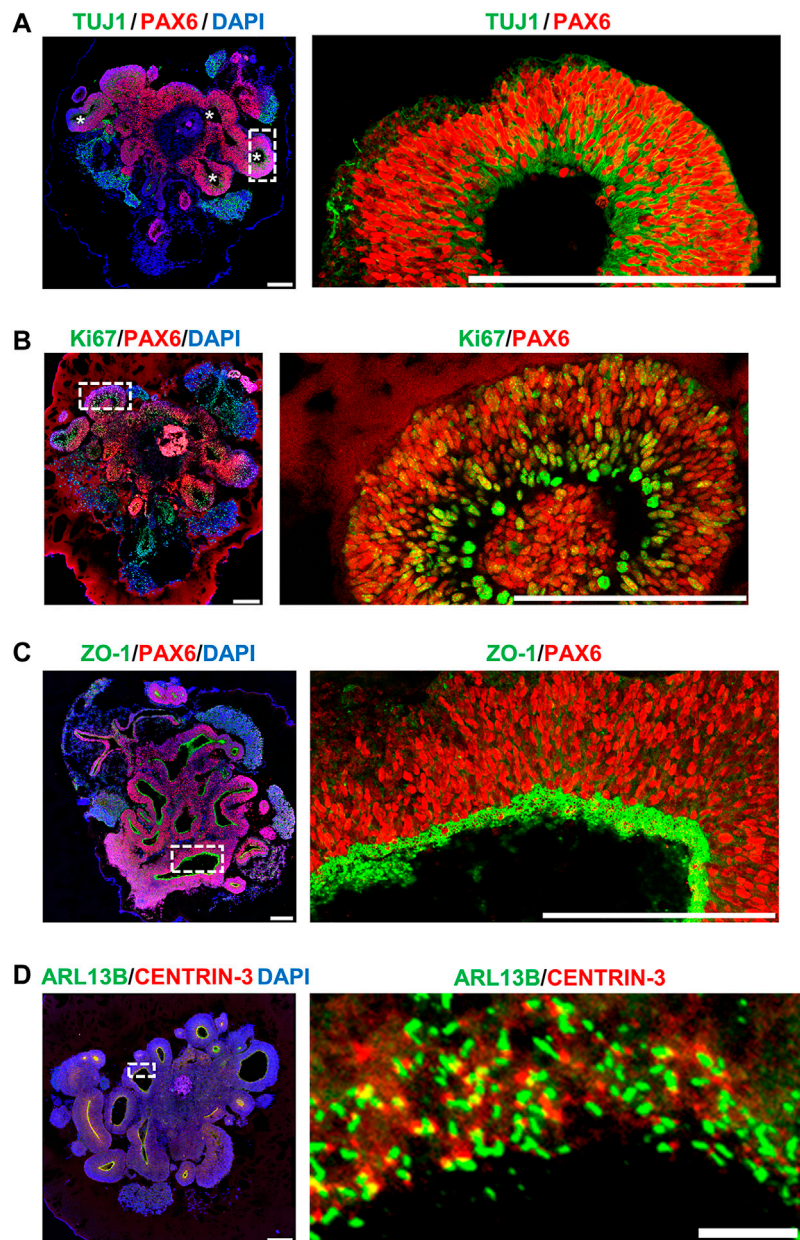 A
TUJ1/PAX6/DAPI
TUJ1/PAX6
* * * *
B
Ki67/PAX6/DAPI
Ki67/PAX6
C
ZO-1/PAX6/DAPI
ZO-1/PAX6
D
ARL13B/CENTRIN-3 DAPI
ARL13B/CENTRIN-3